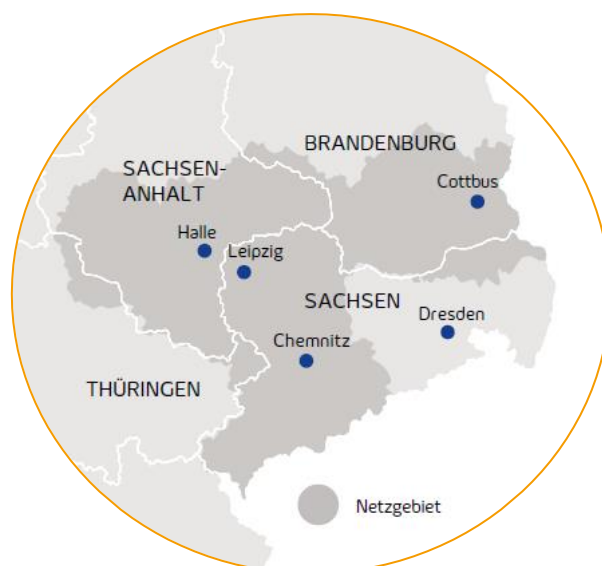 BRANDENBURG
SACHSEN-
ANHALT
Cottbus
Halle
Leipzig
SACHSEN
Dresden
Chemnitz
THÜRINGEN
Netzgebiet